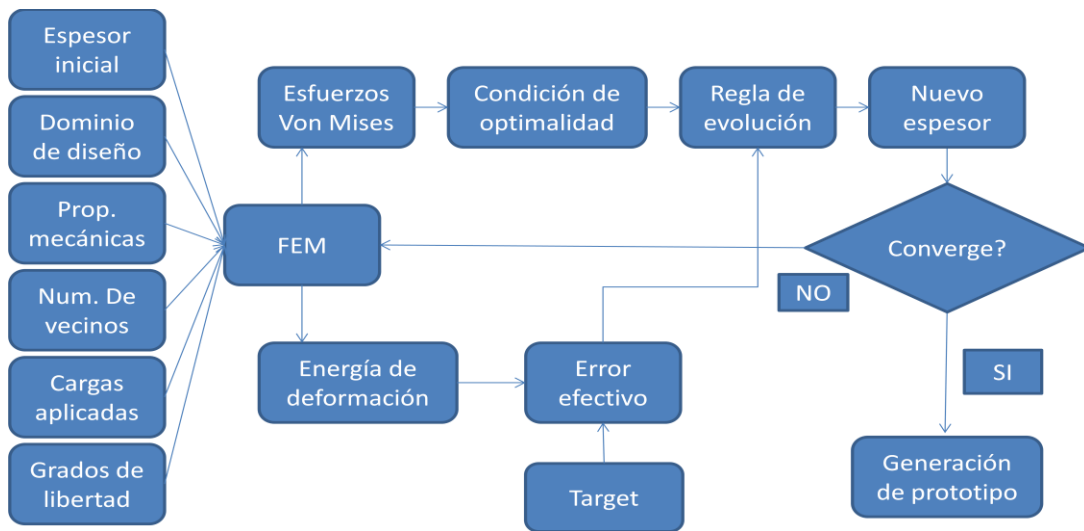 Espesor
inicial
Dominio
de diseño
Prop.
mecánicas
Num. De
vecinos
Cargas
aplicadas
Grados de
libertad
FEM
Esfuerzos
Von Mises
Condición de
optimalidad
Regla de
evolución
Nuevo
espesor
Converge?
NO
SI
Energía de
deformación
Error
efectivo
Target
Generación
de prototipo